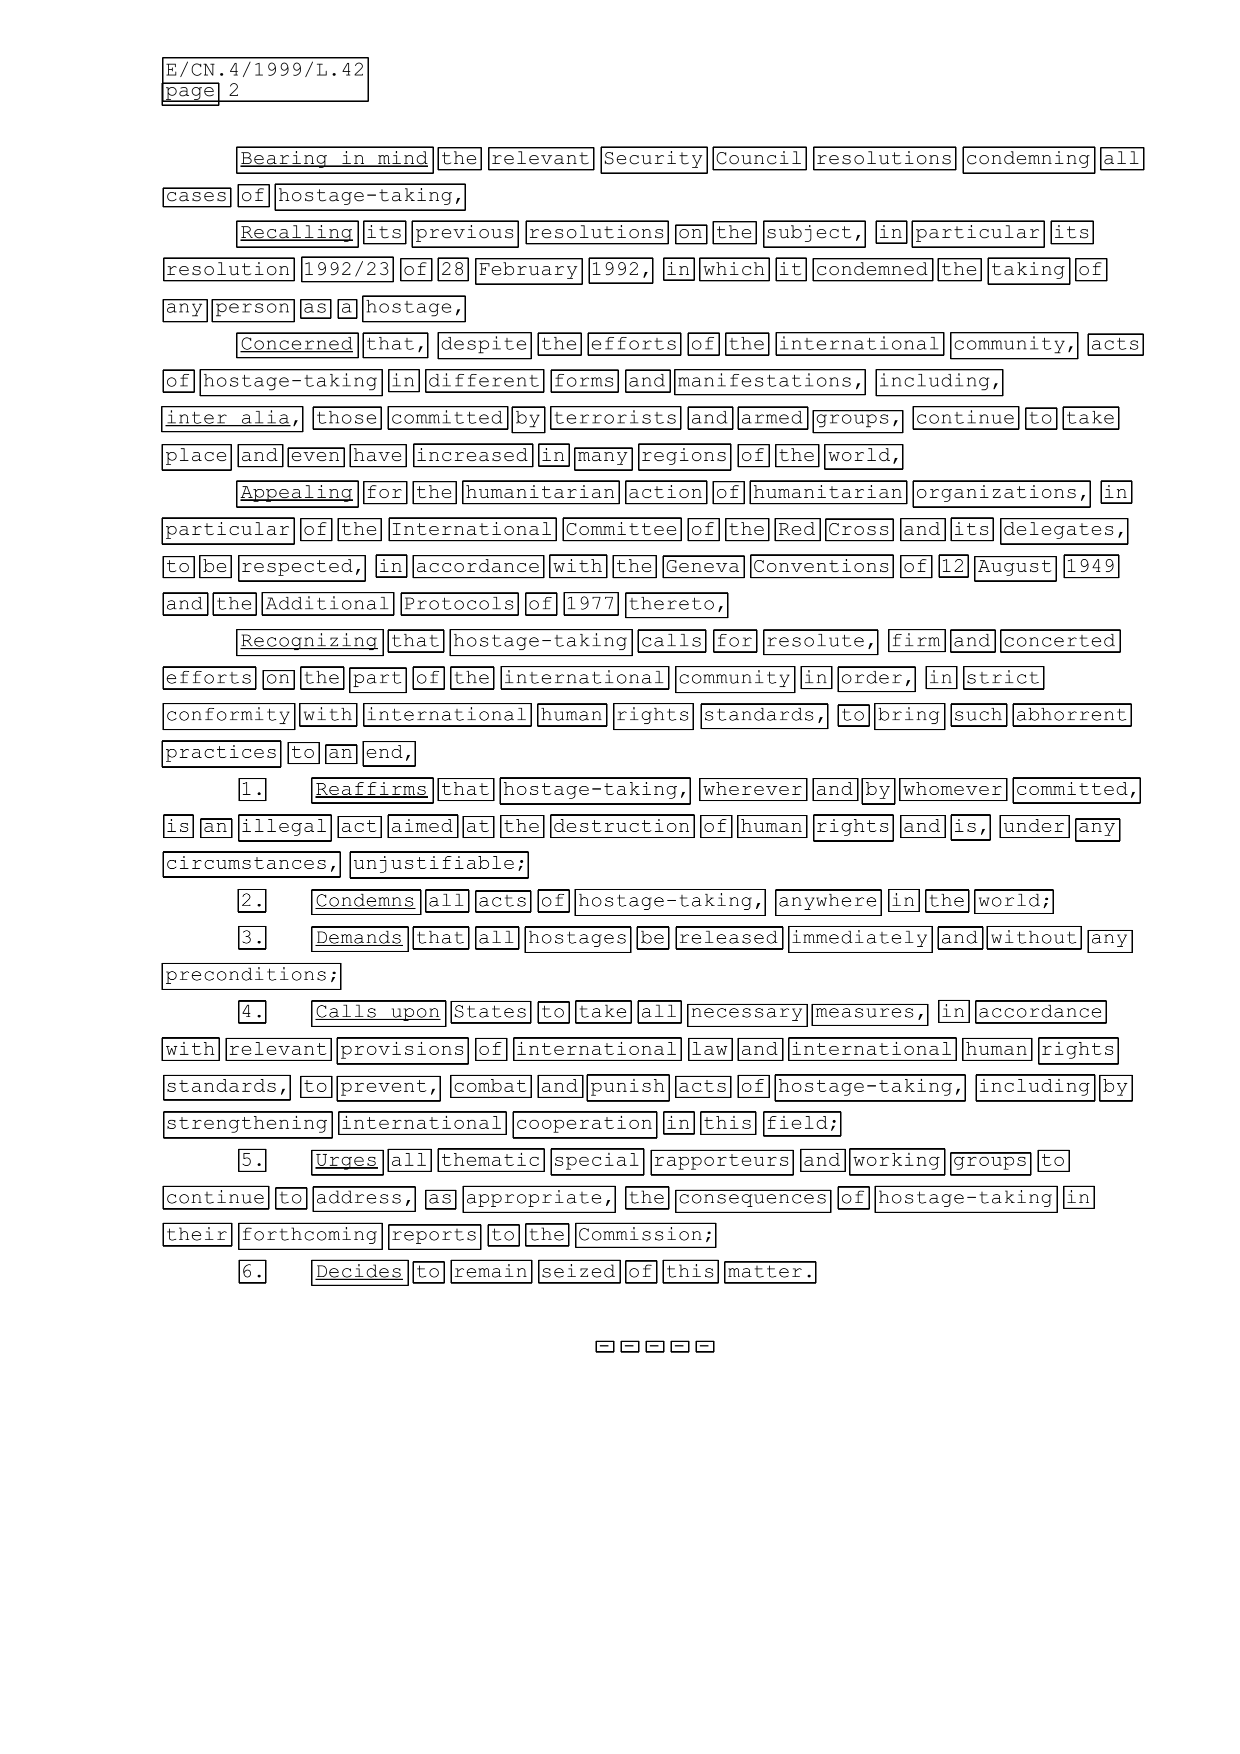 E/CN.4/1999/L.42
page 2
Bearing in mind the relevant Security Council resolutions condemning all
cases of hostage-taking,
Recalling its previous resolutions on the subject, in particular its
resolution 1992/23 of 28 February 1992, in which it condemned the taking of
any person as a hostage,
Concerned that, despite the efforts of the international community, acts
of hostage-taking in different forms and manifestations, including,
inter alia, those committed by terrorists and armed groups, continue to take
place and even have increased in many regions of the world,
Appealing for the humanitarian action of humanitarian organizations, in
particular of the International Committee of the Red Cross and its delegates,
to be respected, in accordance with the Geneva Conventions of 12 August 1949
and the Additional Protocols of 1977 thereto,
Recognizing that hostage-taking calls for resolute, firm and concerted
efforts on the part of the international community in order, in strict
conformity with international human rights standards, to bring such abhorrent
practices to an end,
1. Reaffirms that hostage-taking, wherever and by whomever committed,
is an illegal act aimed at the destruction of human rights and is, under any
circumstances, unjustifiable;
2. Condemns all acts of hostage-taking, anywhere in the world;
3. Demands that all hostages be released immediately and without any
preconditions;
4. Calls upon States to take all necessary measures, in accordance
with relevant provisions of international law and international human rights
standards, to prevent, combat and punish acts of hostage-taking, including by
strengthening international cooperation in this field;
5. Urges all thematic special rapporteurs and working groups to
continue to address, as appropriate, the consequences of hostage-taking in
their forthcoming reports to the Commission;
6. Decides to remain seized of this matter.
- - - - -